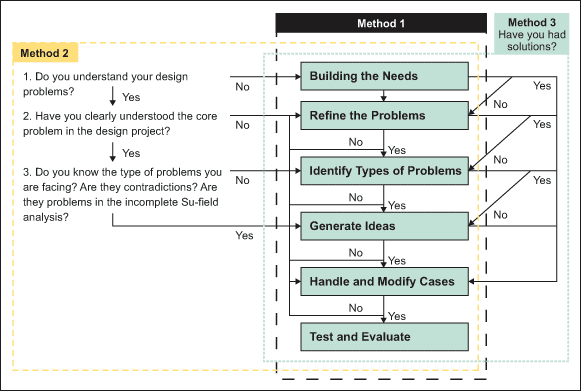 Method 1
Method 3
Have you had
solutions?
Method 2
1. Do you understand your design
problems?
Yes
No
2. Have you clearly understood the core
problem in the design project?
Yes
No
3. Do you know the type of problems you
are facing? Are they contradictions? Are
they problems in the incomplete Su-field
analysis?
No
Yes
Building the Needs
Yes
No
Refine the Problems
Yes
No
Yes
No
Identify Types of Problems
Yes
No
Yes
No
Generate Ideas
No
Yes
Handle and Modify Cases
No
Yes
Test and Evaluate